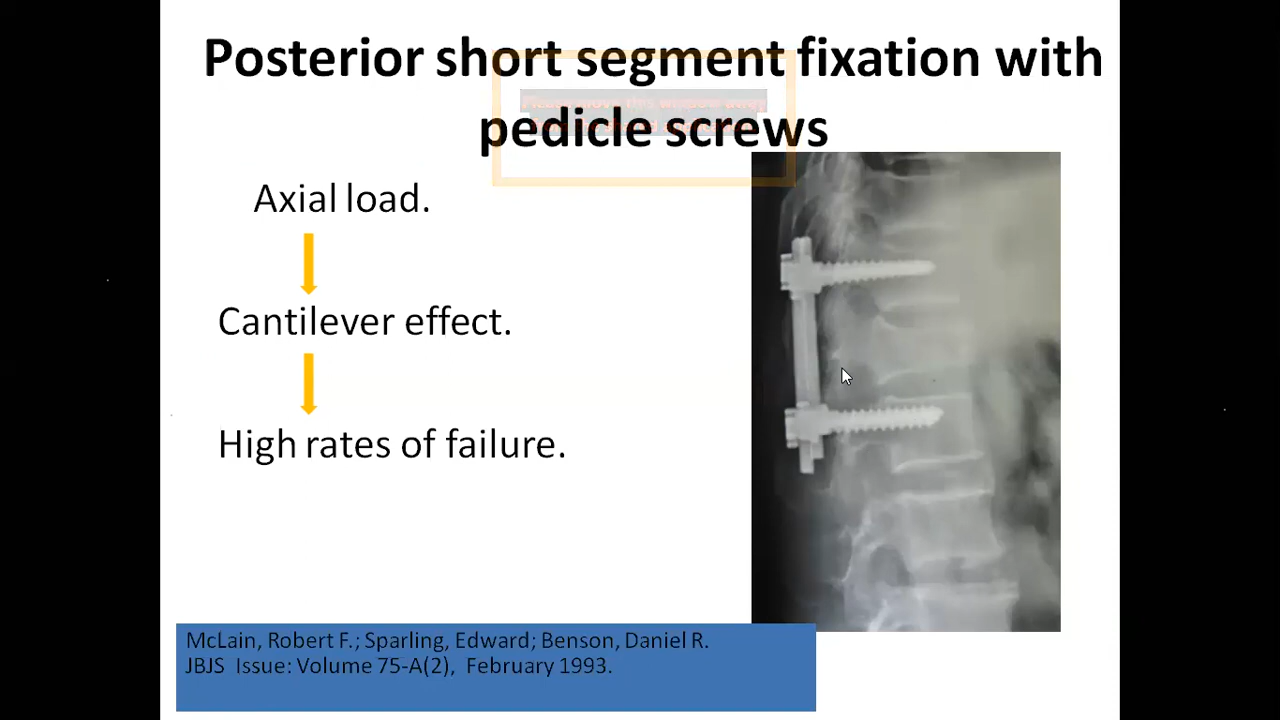 Posterior short segment fixation with
pedicle screws
Axial load.
Cantilever effect.
High rates of failure.
McLain, Robert F.; Sparling, Edward; Benson, Daniel R.
JBJS Issue: Volume 75-A(2), February 1993.